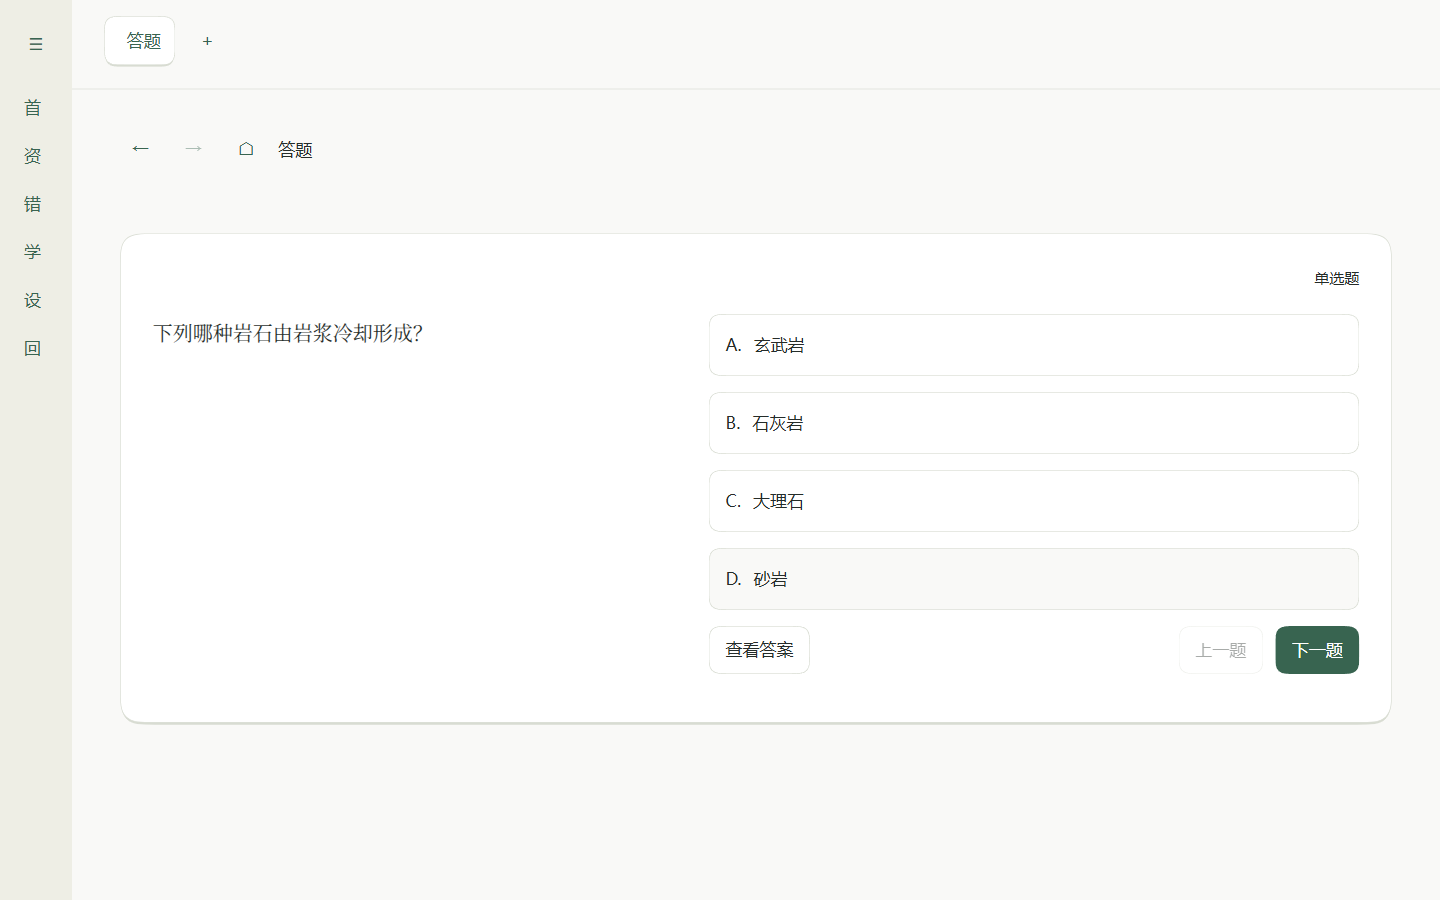 ☰
答题 +
首
资
错
学
设
回
← → 答题
单选题
下列哪种岩石由岩浆冷却形成？
A. 玄武岩
B. 石灰岩
C. 大理石
D. 砂岩
查看答案 上一题 下一题